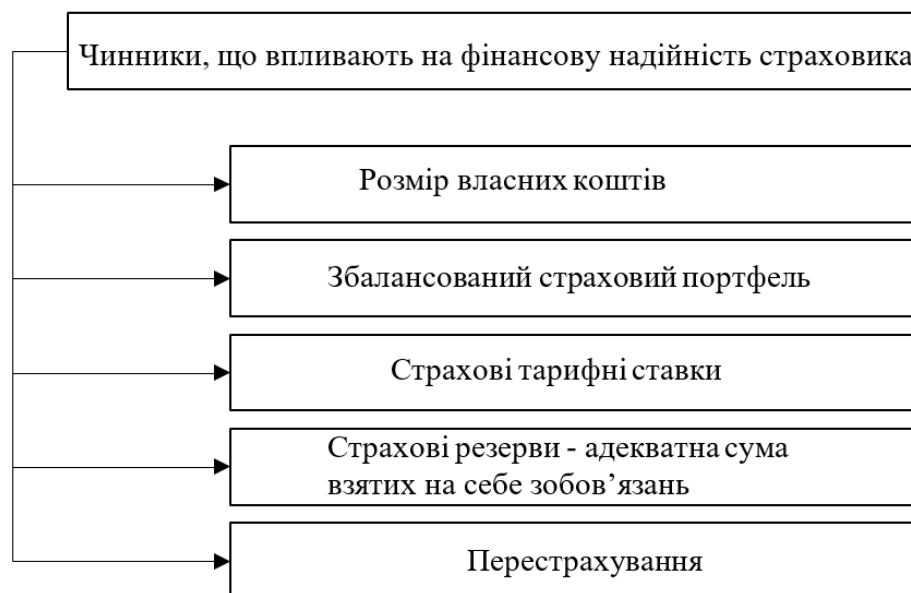 Чинники, що впливають на фінансову надійність страховика
Розмір власних коштів
Збалансований страховий портфель
Страхові тарифні ставки
Страхові резерви - адекватна сума
взятих на себе зобов’язань
Перестрахування